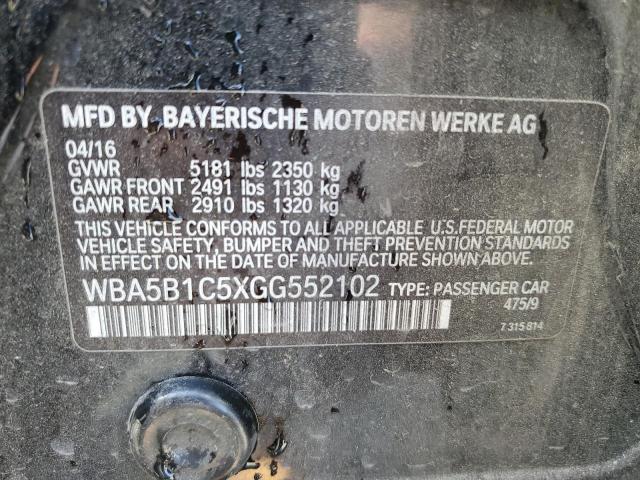 MFD BY. BAYERISCHE MOTOREN WERKE AG
04/16
GVWR 5181 lbs 2350 kg
GAWR FRONT 2491 lbs 1130 kg
GAWR REAR 2910 lbs 1320 kg
THIS VEHICLE CONFORMS TO ALL APPLICABLE U.S.FEDERAL MOTOR
VEHICLE SAFETY, BUMPER AND THEFT PREVENTION STANDARDS
IN EFFECT ON THE DATE OF MANUFACTURE SHOWN ABOVE.
WBA5B1C5XGG552102 TYPE: PASSENGER CAR
475/9
7 315 814